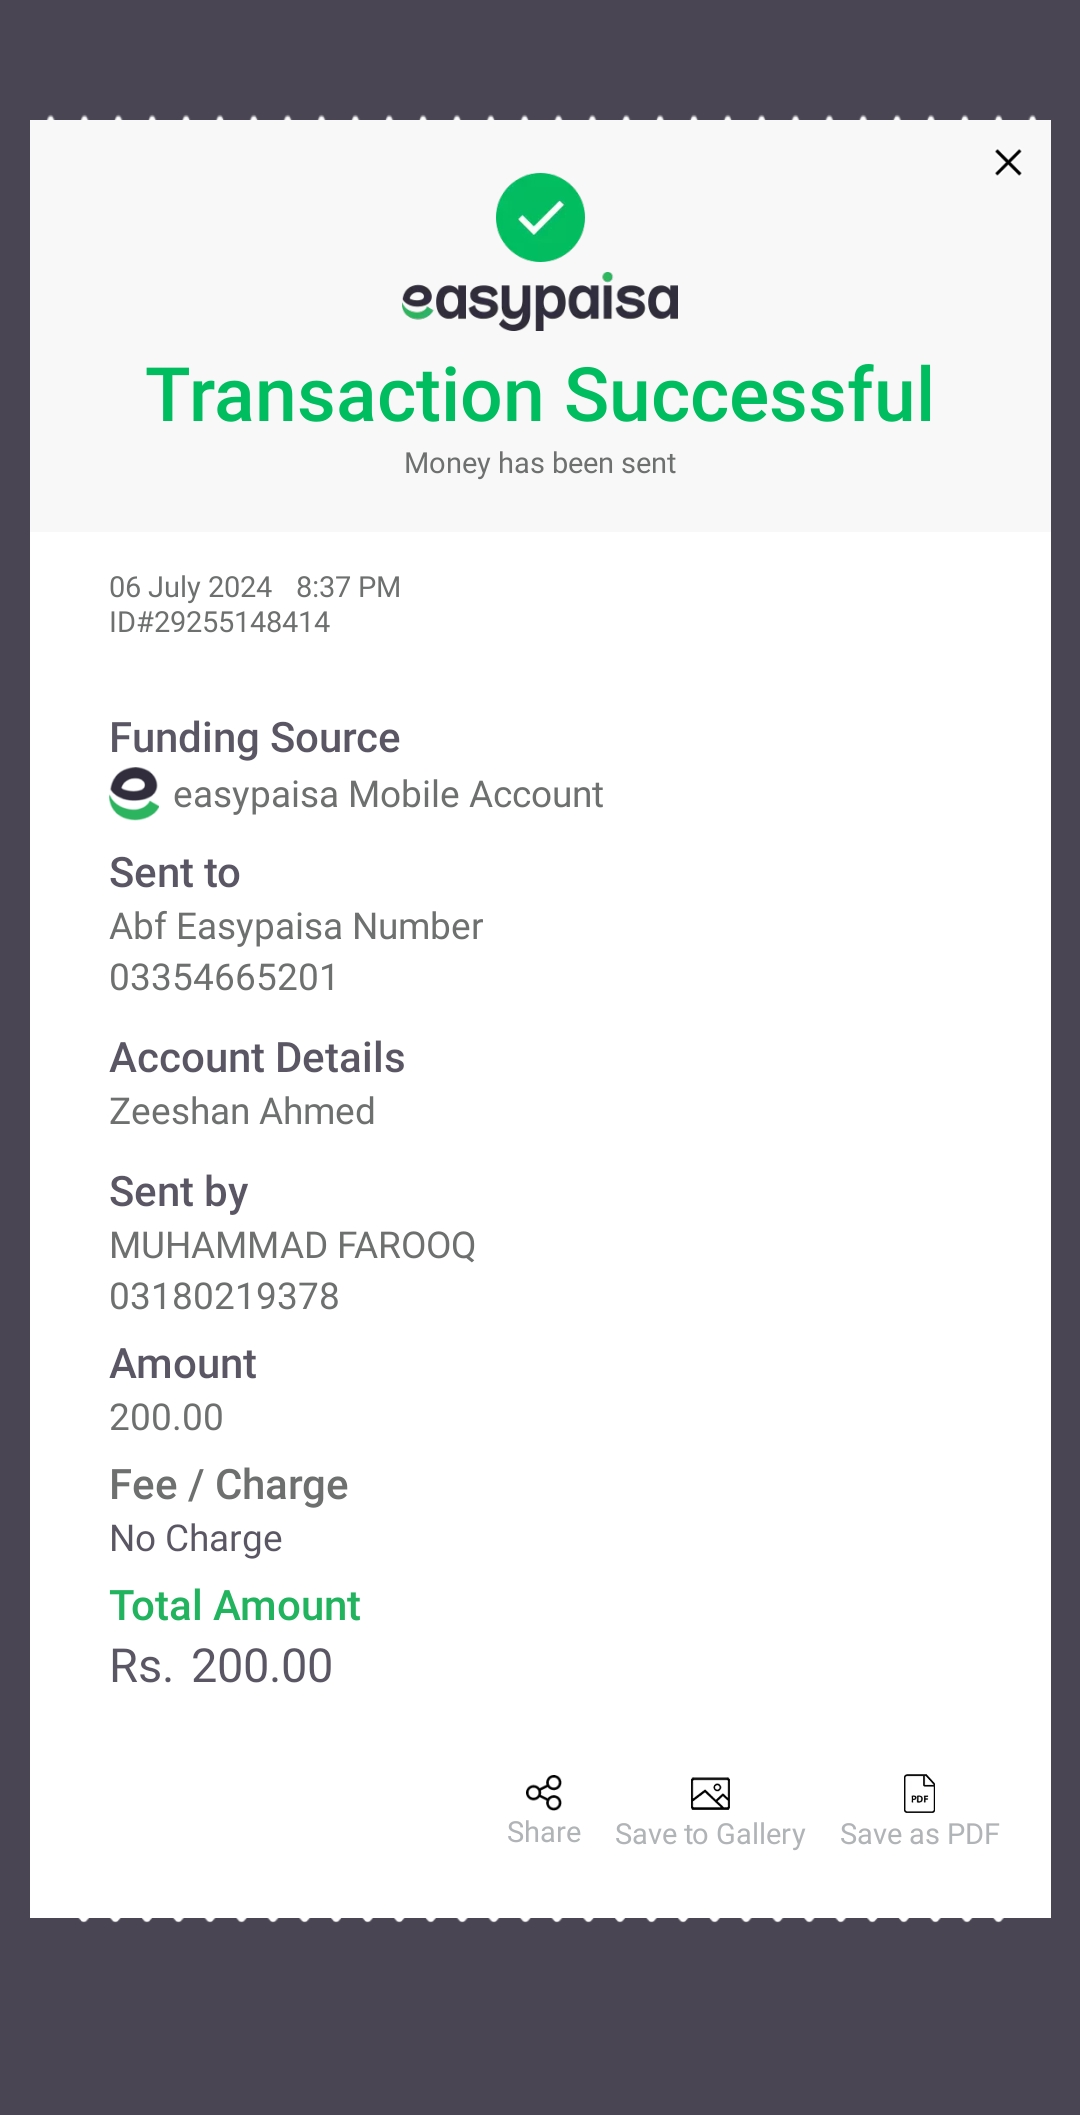 easypaisa
Transaction Successful
Money has been sent
06 July 2024 8:37 PM
ID#29255148414
Funding Source
easypaisa Mobile Account
Sent to
Abf Easypaisa Number
03354665201
Account Details
Zeeshan Ahmed
Sent by
MUHAMMAD FAROOQ
03180219378
Amount
200.00
Fee / Charge
No Charge
Total Amount
Rs. 200.00
PDF
Share Save to Gallery Save as PDF